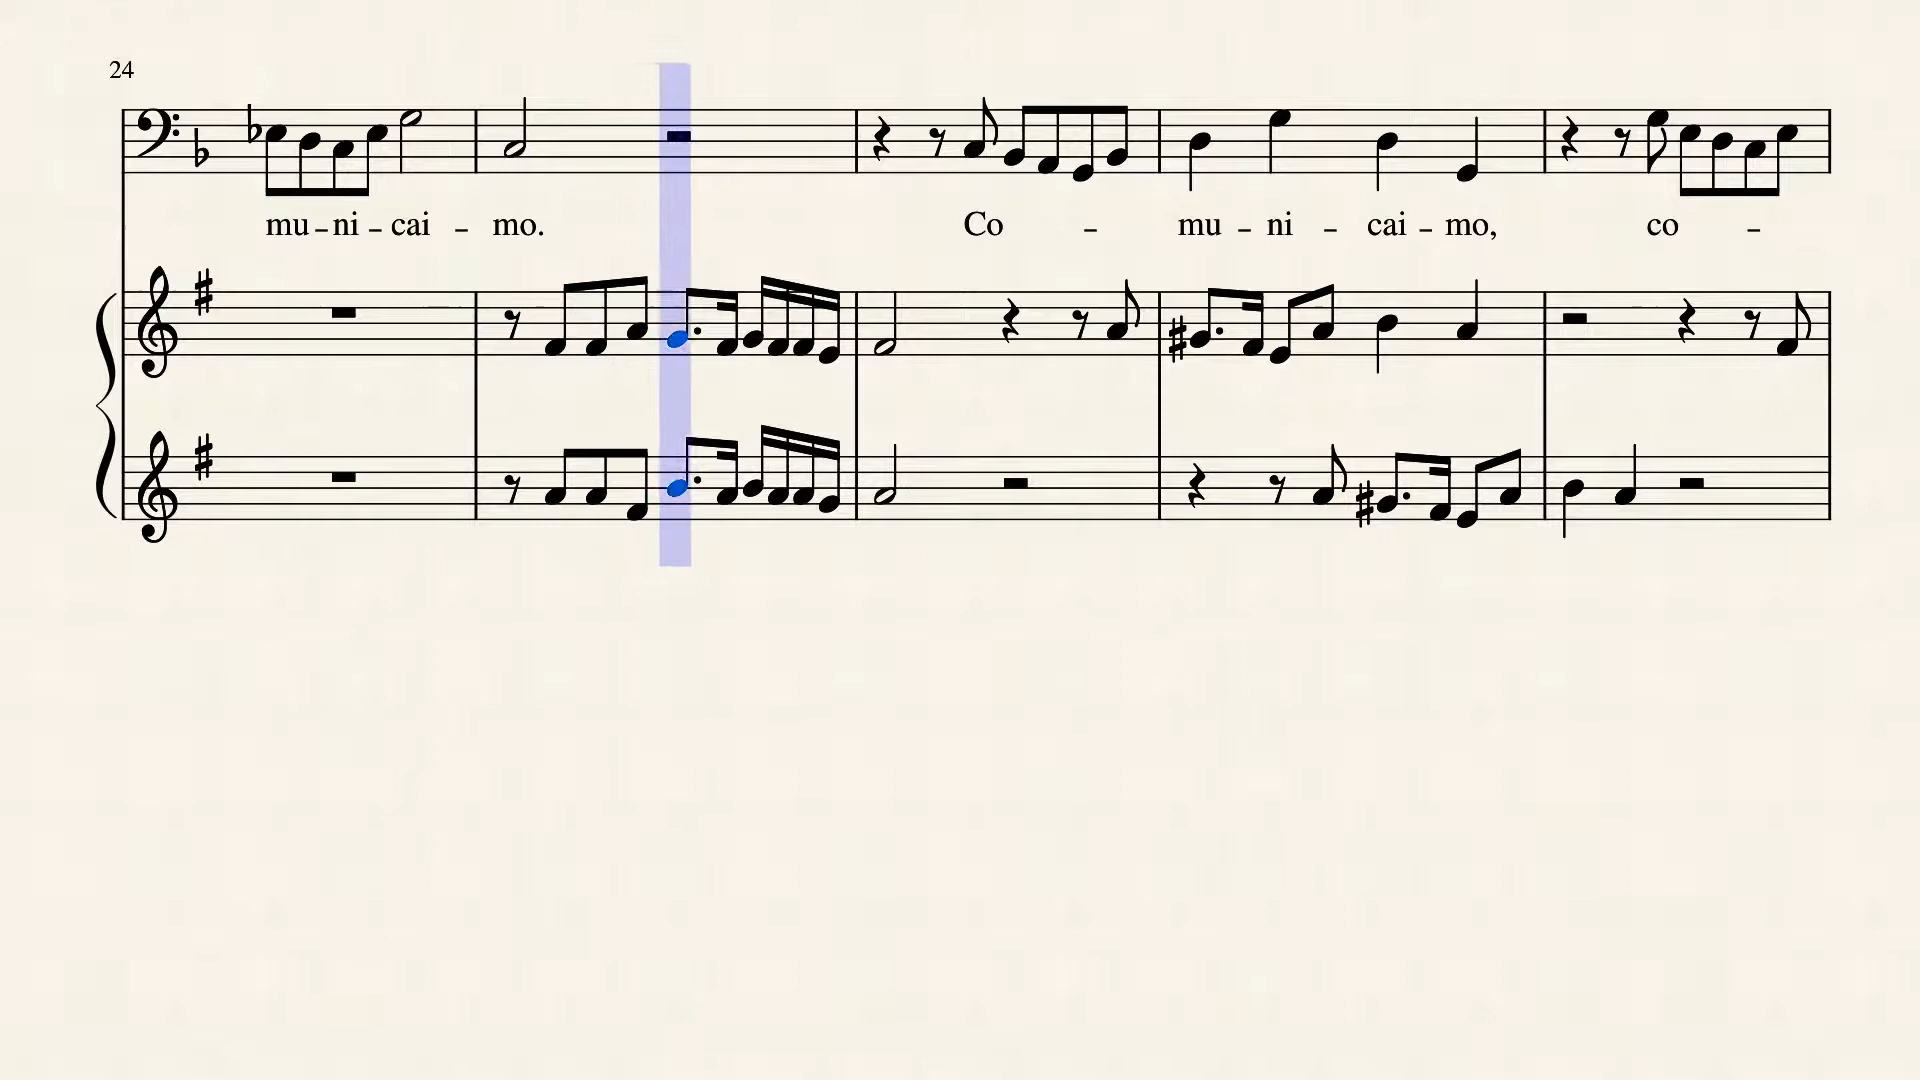 24
mu – ni – cai – mo. Co – mu – ni – cai – mo, co –